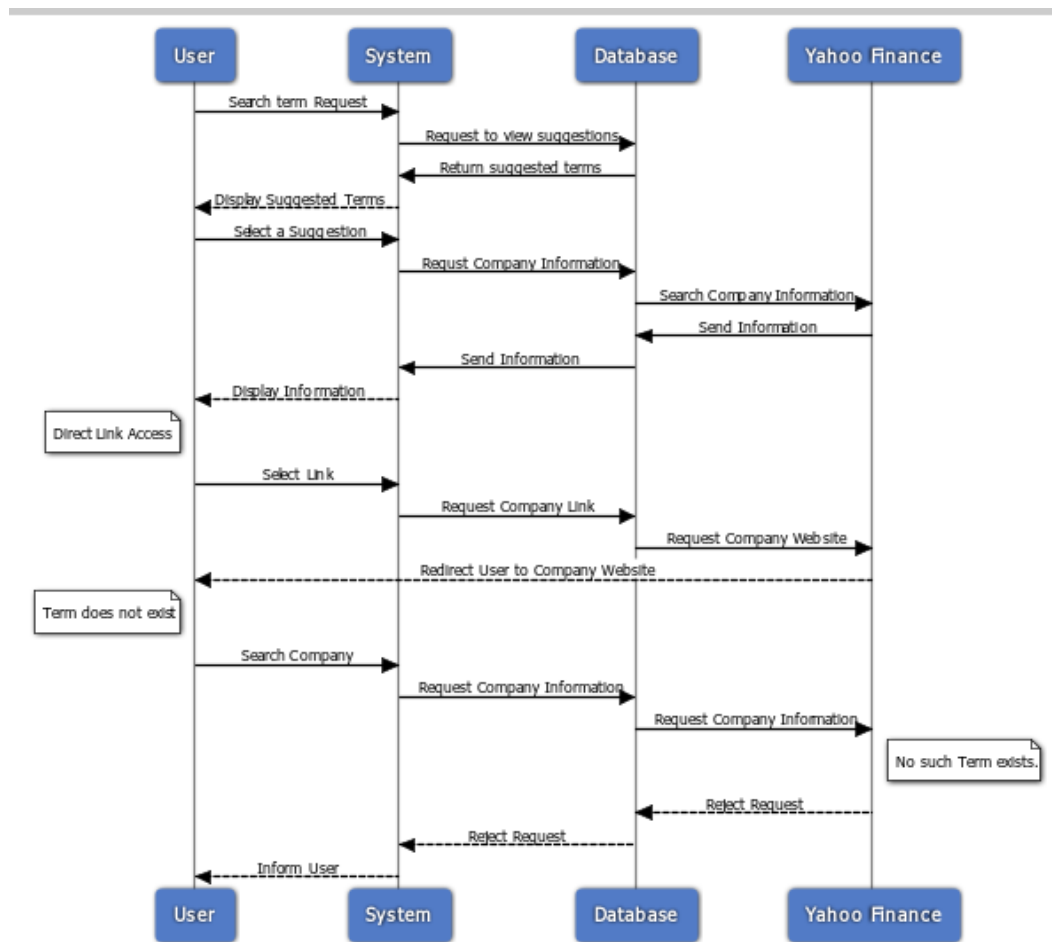 User System Database Yahoo Finance
Search term Request
Request to view suggestions
Return suggested terms
Display Suggested Terms
Select a Suggestion
Requst Company Information
Search Company Information
Send Information
Send Information
Display Information
Direct Link Access
Select Link
Request Company Link
Request Company Website
Redirect User to Company Website
Term does not exist
Search Company
Request Company Information
Request Company Information
No such Term exists.
Reject Request
Reject Request
Inform User
User System Database Yahoo Finance